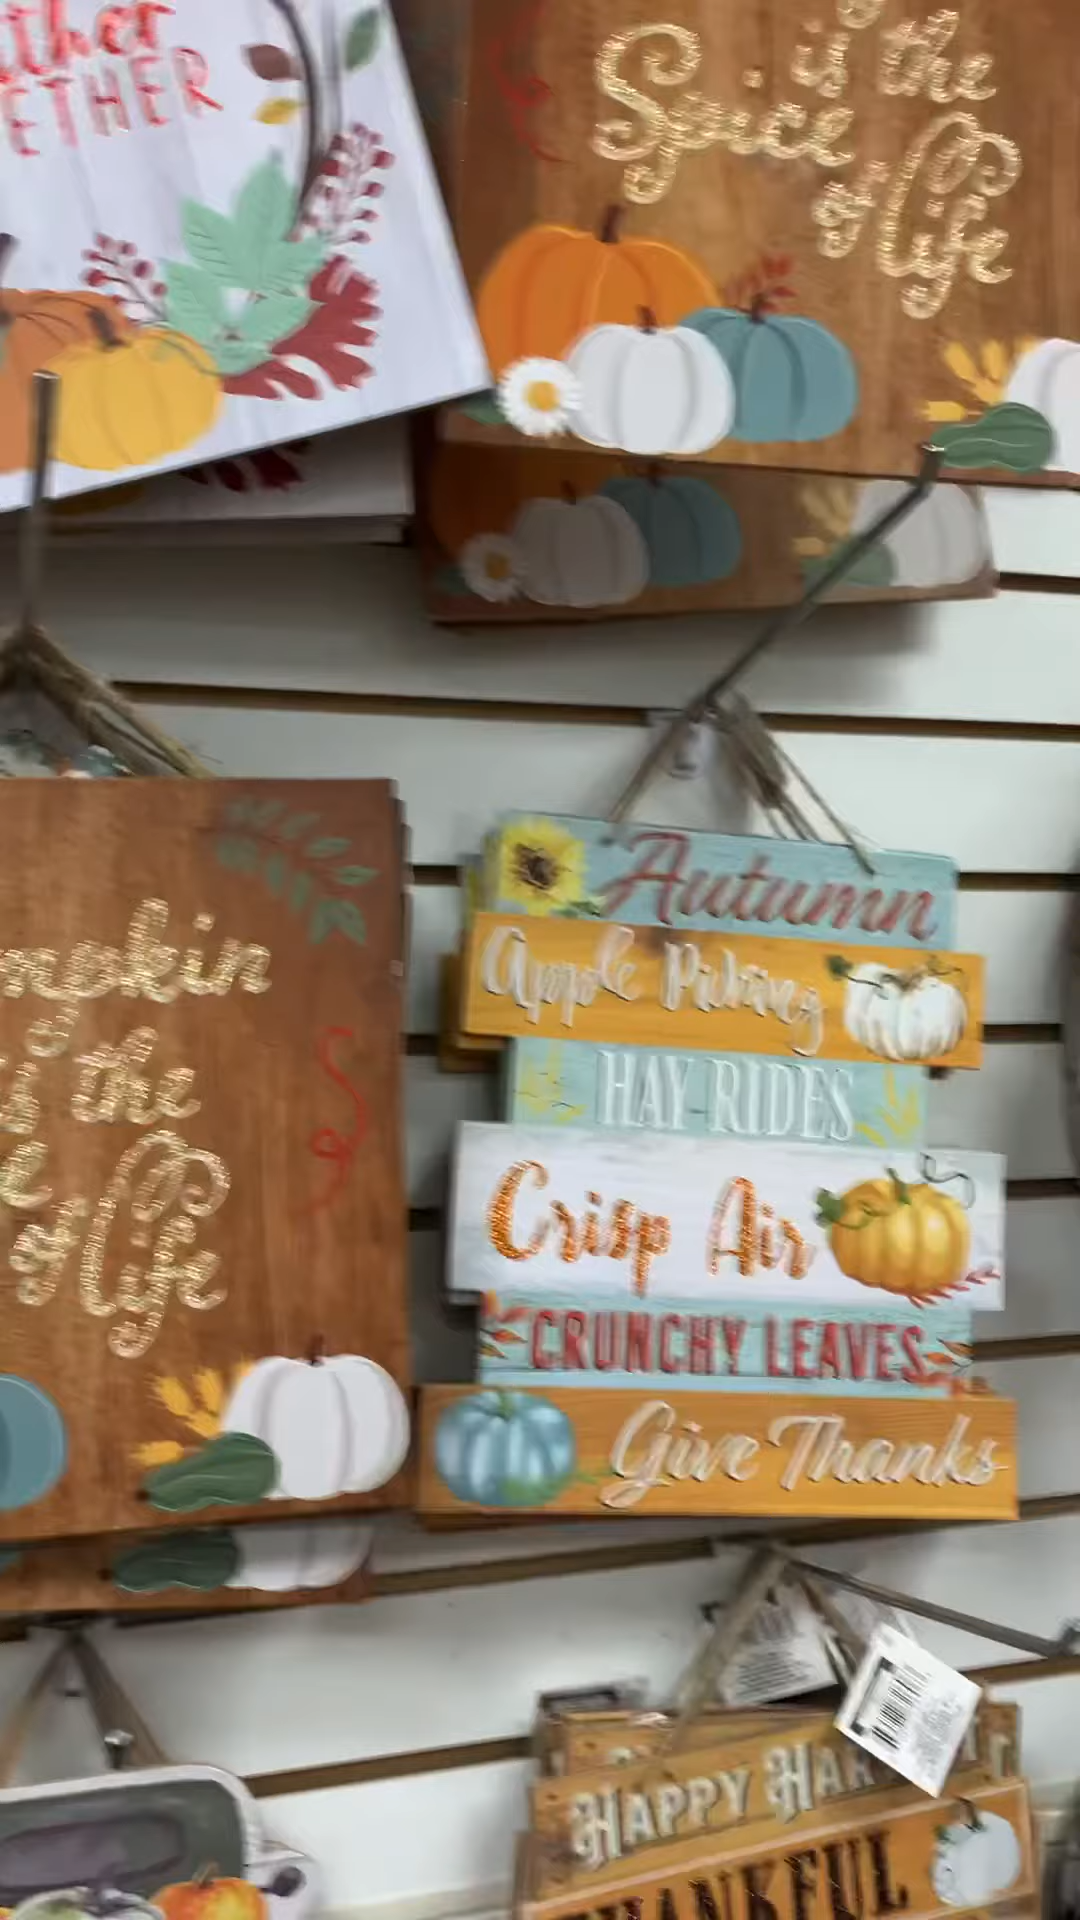 ETHER
is the
Spice
of life
Autumn
Apple Picking
HAY RIDES
Crisp Air
CRUNCHY LEAVES
Give Thanks
is the
of life
HAPPY